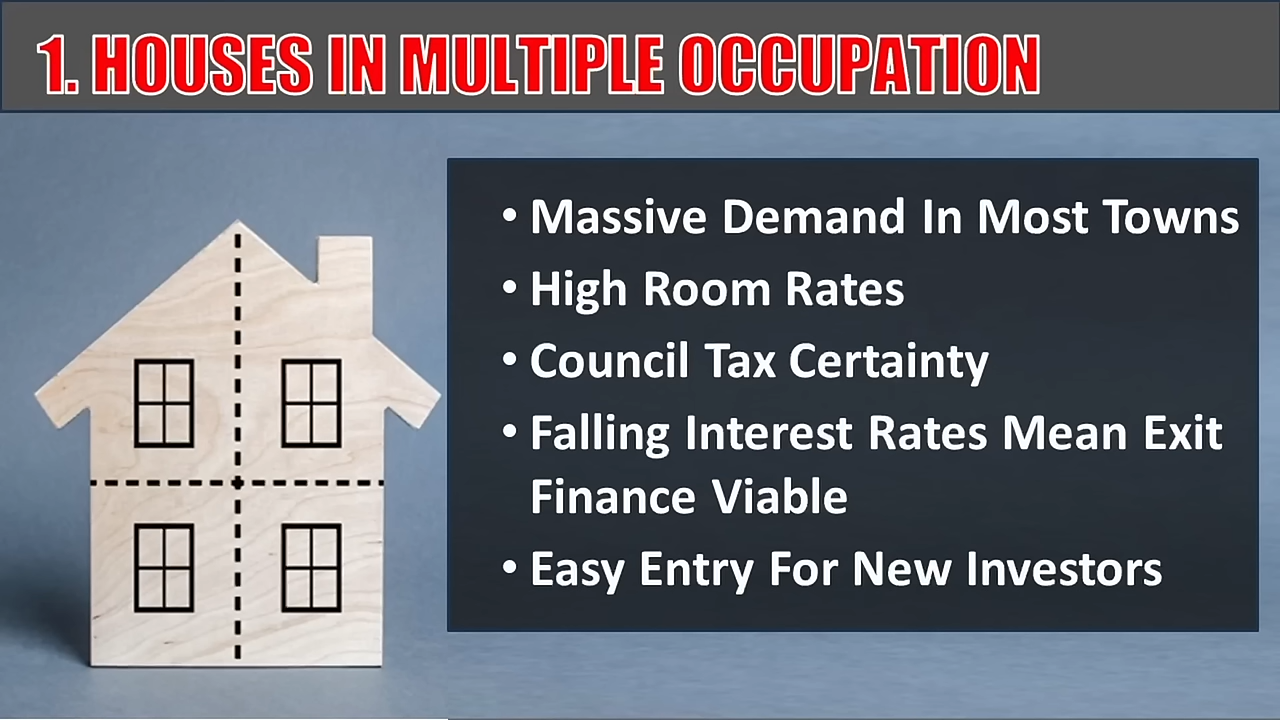 1. HOUSES IN MULTIPLE OCCUPATION
• Massive Demand In Most Towns
• High Room Rates
• Council Tax Certainty
• Falling Interest Rates Mean Exit
Finance Viable
• Easy Entry For New Investors